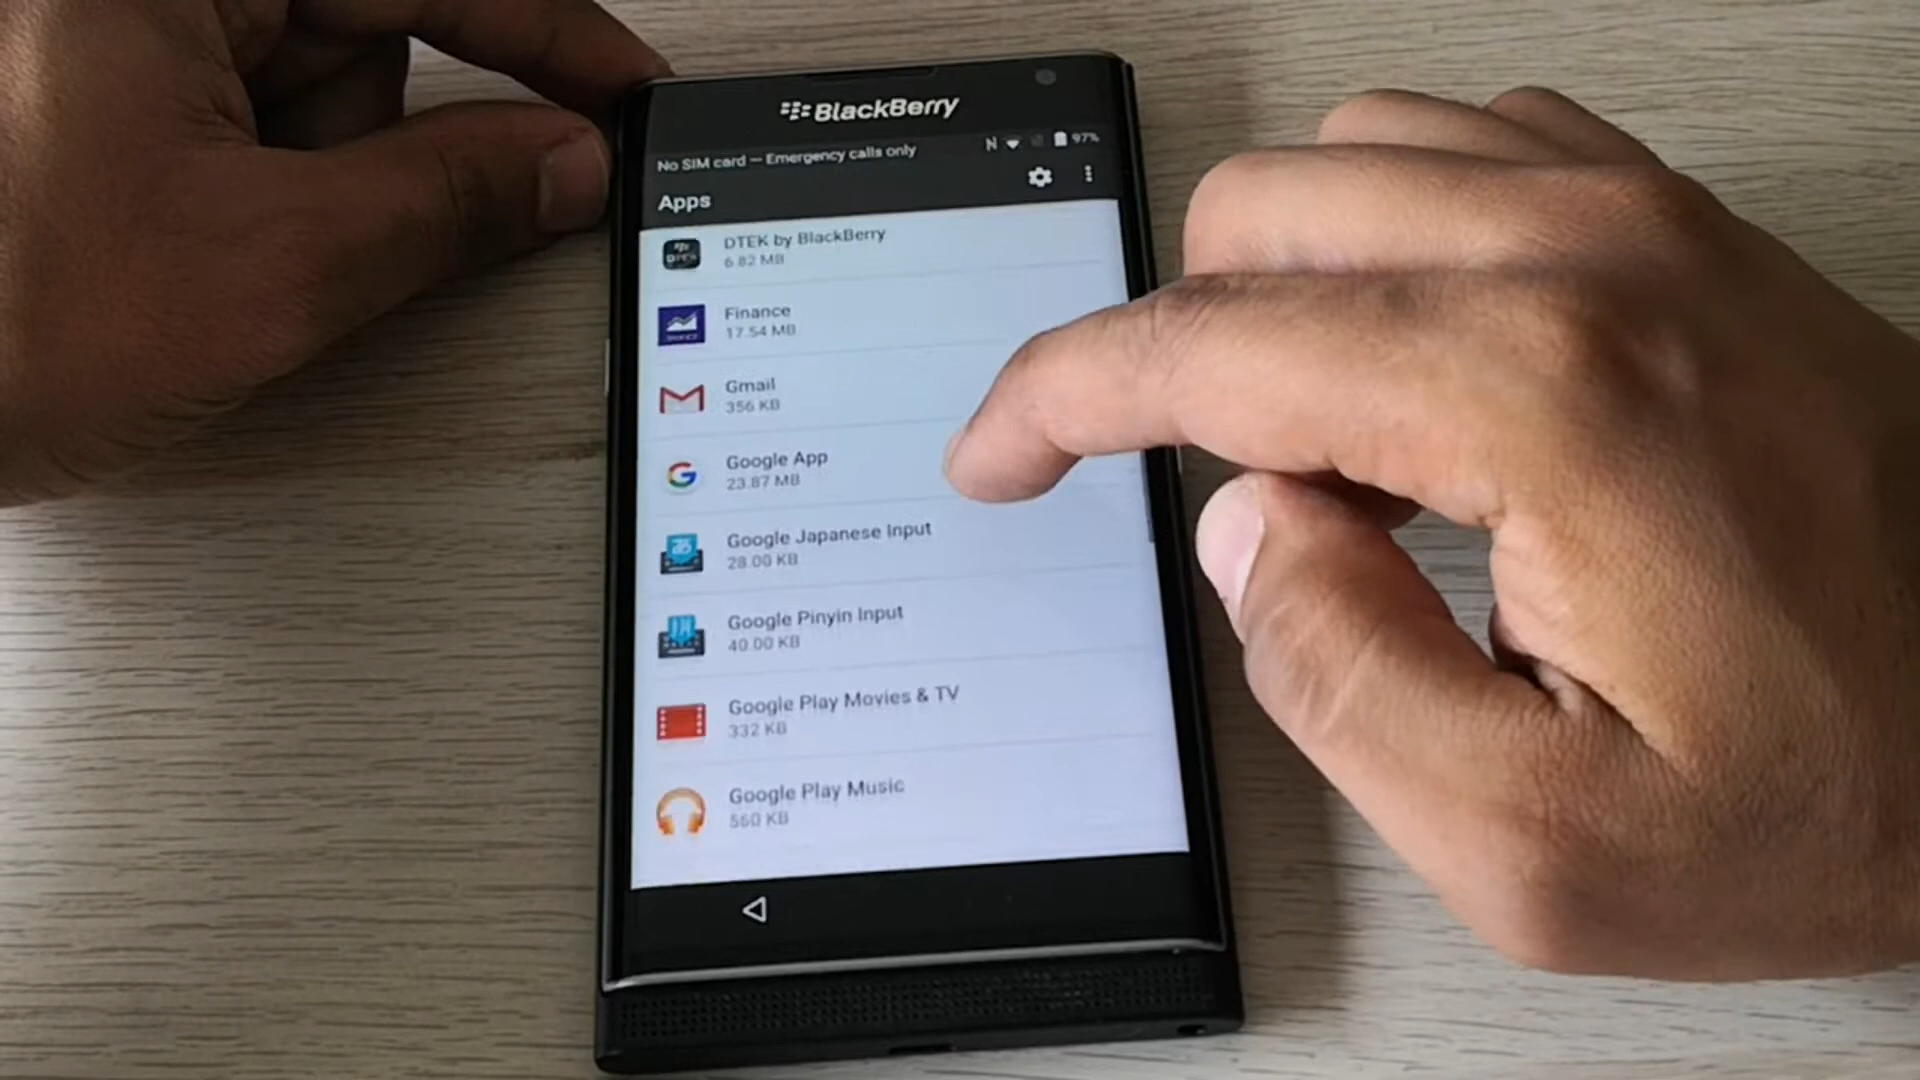 BlackBerry
No SIM card — Emergency calls only
N 97%
Apps
DTEK by BlackBerry
6.82 MB
Finance
17.54 MB
Gmail
356 KB
Google App
23.87 MB
Google Japanese Input
28.00 KB
Google Pinyin Input
40.00 KB
Google Play Movies & TV
332 KB
Google Play Music
560 KB